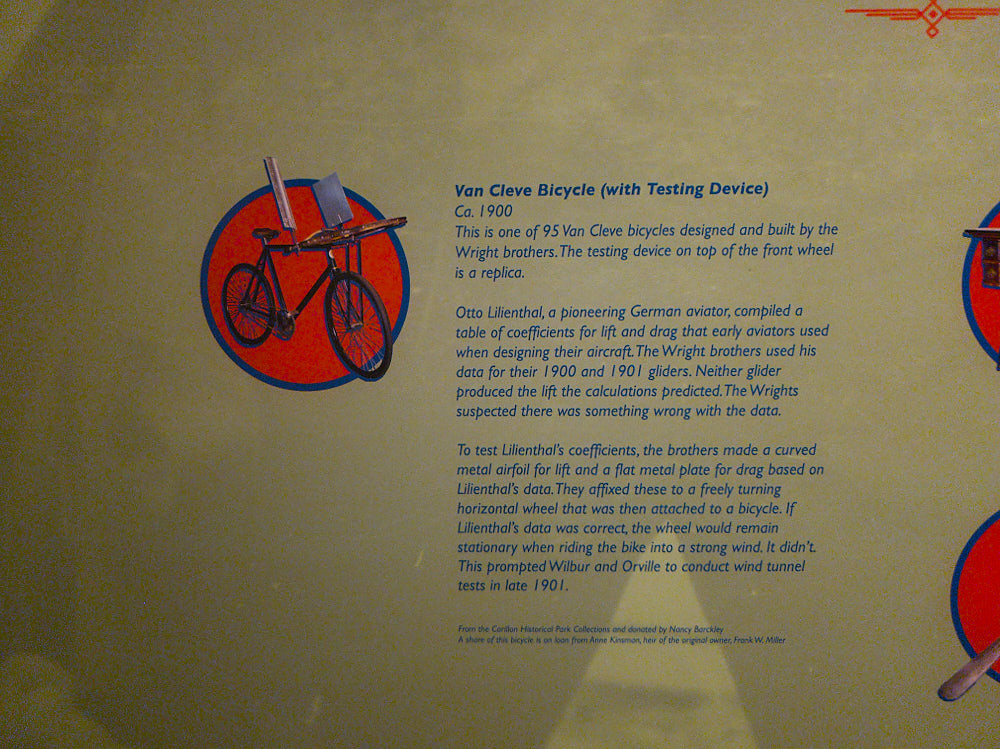 Van Cleve Bicycle (with Testing Device)
Ca. 1900
This is one of 95 Van Cleve bicycles designed and built by the
Wright brothers. The testing device on top of the front wheel
is a replica.
Otto Lilienthal, a pioneering German aviator, compiled a
table of coefficients for lift and drag that early aviators used
when designing their aircraft. The Wright brothers used his
data for their 1900 and 1901 gliders. Neither glider
produced the lift the calculations predicted. The Wrights
suspected there was something wrong with the data.
To test Lilienthal's coefficients, the brothers made a curved
metal airfoil for lift and a flat metal plate for drag based on
Lilienthal's data. They affixed these to a freely turning
horizontal wheel that was then attached to a bicycle. If
Lilienthal's data was correct, the wheel would remain
stationary when riding the bike into a strong wind. It didn't.
This prompted Wilbur and Orville to conduct wind tunnel
tests in late 1901.
From the Carillon Historical Park Collections and donated by Nancy Barckley
A share of this bicycle is on loan from Anne Kinsman, heir of the original owner, Frank W. Miller